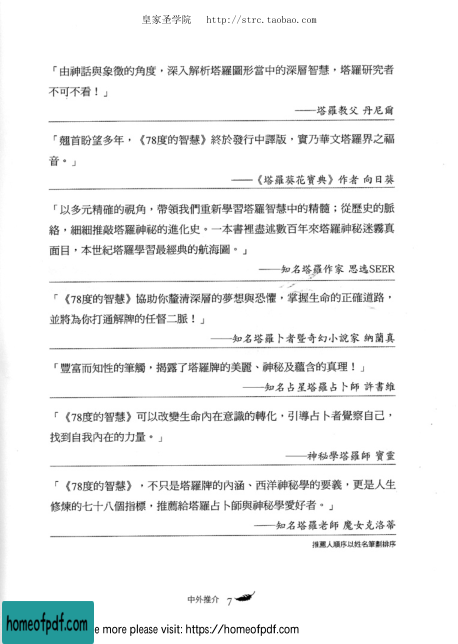 皇家圣学院 http://strc.taobao.com
「由神話與象徵的角度，深入解析塔羅圖形當中的深層智慧，塔羅研究者
不可不看！」
——塔羅教父 丹尼爾
「翹首盼望多年，《78度的智慧》終於發行中譯版，實乃華文塔羅界之福
音。」
——《塔羅葵花寶典》作者 向日葵
「以多元精確的視角，帶領我們重新學習塔羅智慧中的精髓；從歷史的脈
絡，細細推敲塔羅神祕的進化史。一本書裡盡述數百年來塔羅神秘迷霧真
面目，本世紀塔羅學習最經典的航海圖。」
——知名塔羅作家 思逸SEER
「《78度的智慧》協助你釐清深層的夢想與恐懼，掌握生命的正確道路，
並將為你打通解牌的任督二脈！」
——知名塔羅卜者暨奇幻小說家 納蘭真
「豐富而知性的筆觸，揭露了塔羅牌的美麗、神秘及蘊含的真理！」
——知名占星塔羅占卜師 許書維
「《78度的智慧》可以改變生命內在意識的轉化，引導占卜者覺察自己，
找到自我內在的力量。」
——神秘學塔羅師 寶靈
「《78度的智慧》，不只是塔羅牌的內涵、西洋神秘學的要義，更是人生
修煉的七十八個指標，推薦給塔羅占卜師與神秘學愛好者。」
——知名塔羅老師 魔女克洛蒂
推薦人順序以姓名筆劃排序
中外推介 7
homeofpdf.com
e more please visit: https://homeofpdf.com